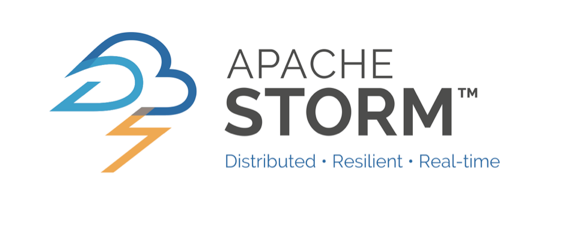 APACHE
STORM™
Distributed • Resilient • Real-time